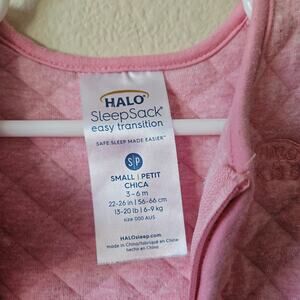 HALO®
SleepSack®
easy transition
SAFE SLEEP MADE EASIER™
S|P
SMALL | PETIT
CHICA
3-6 m
22-26 in | 56-66 cm
13-20 lb | 6-9 kg
size 000 AUS
HALOsleep.com
made in China/fabriqué en Chine
hecho en China